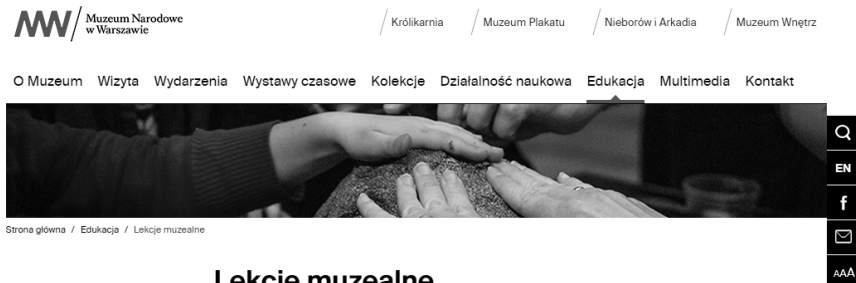 Muzeum Narodowe
w Warszawie
Królikarnia
Muzeum Plakatu
Nieborów i Arkadia
Muzeum Wnętrz
O Muzeum Wizyta Wydarzenia Wystawy czasowe Kolekcje Działalność naukowa Edukacja Multimedia Kontakt
EN
f
AAA
Strona główna / Edukacja / Lekcje muzealne
Lekcje muzealne